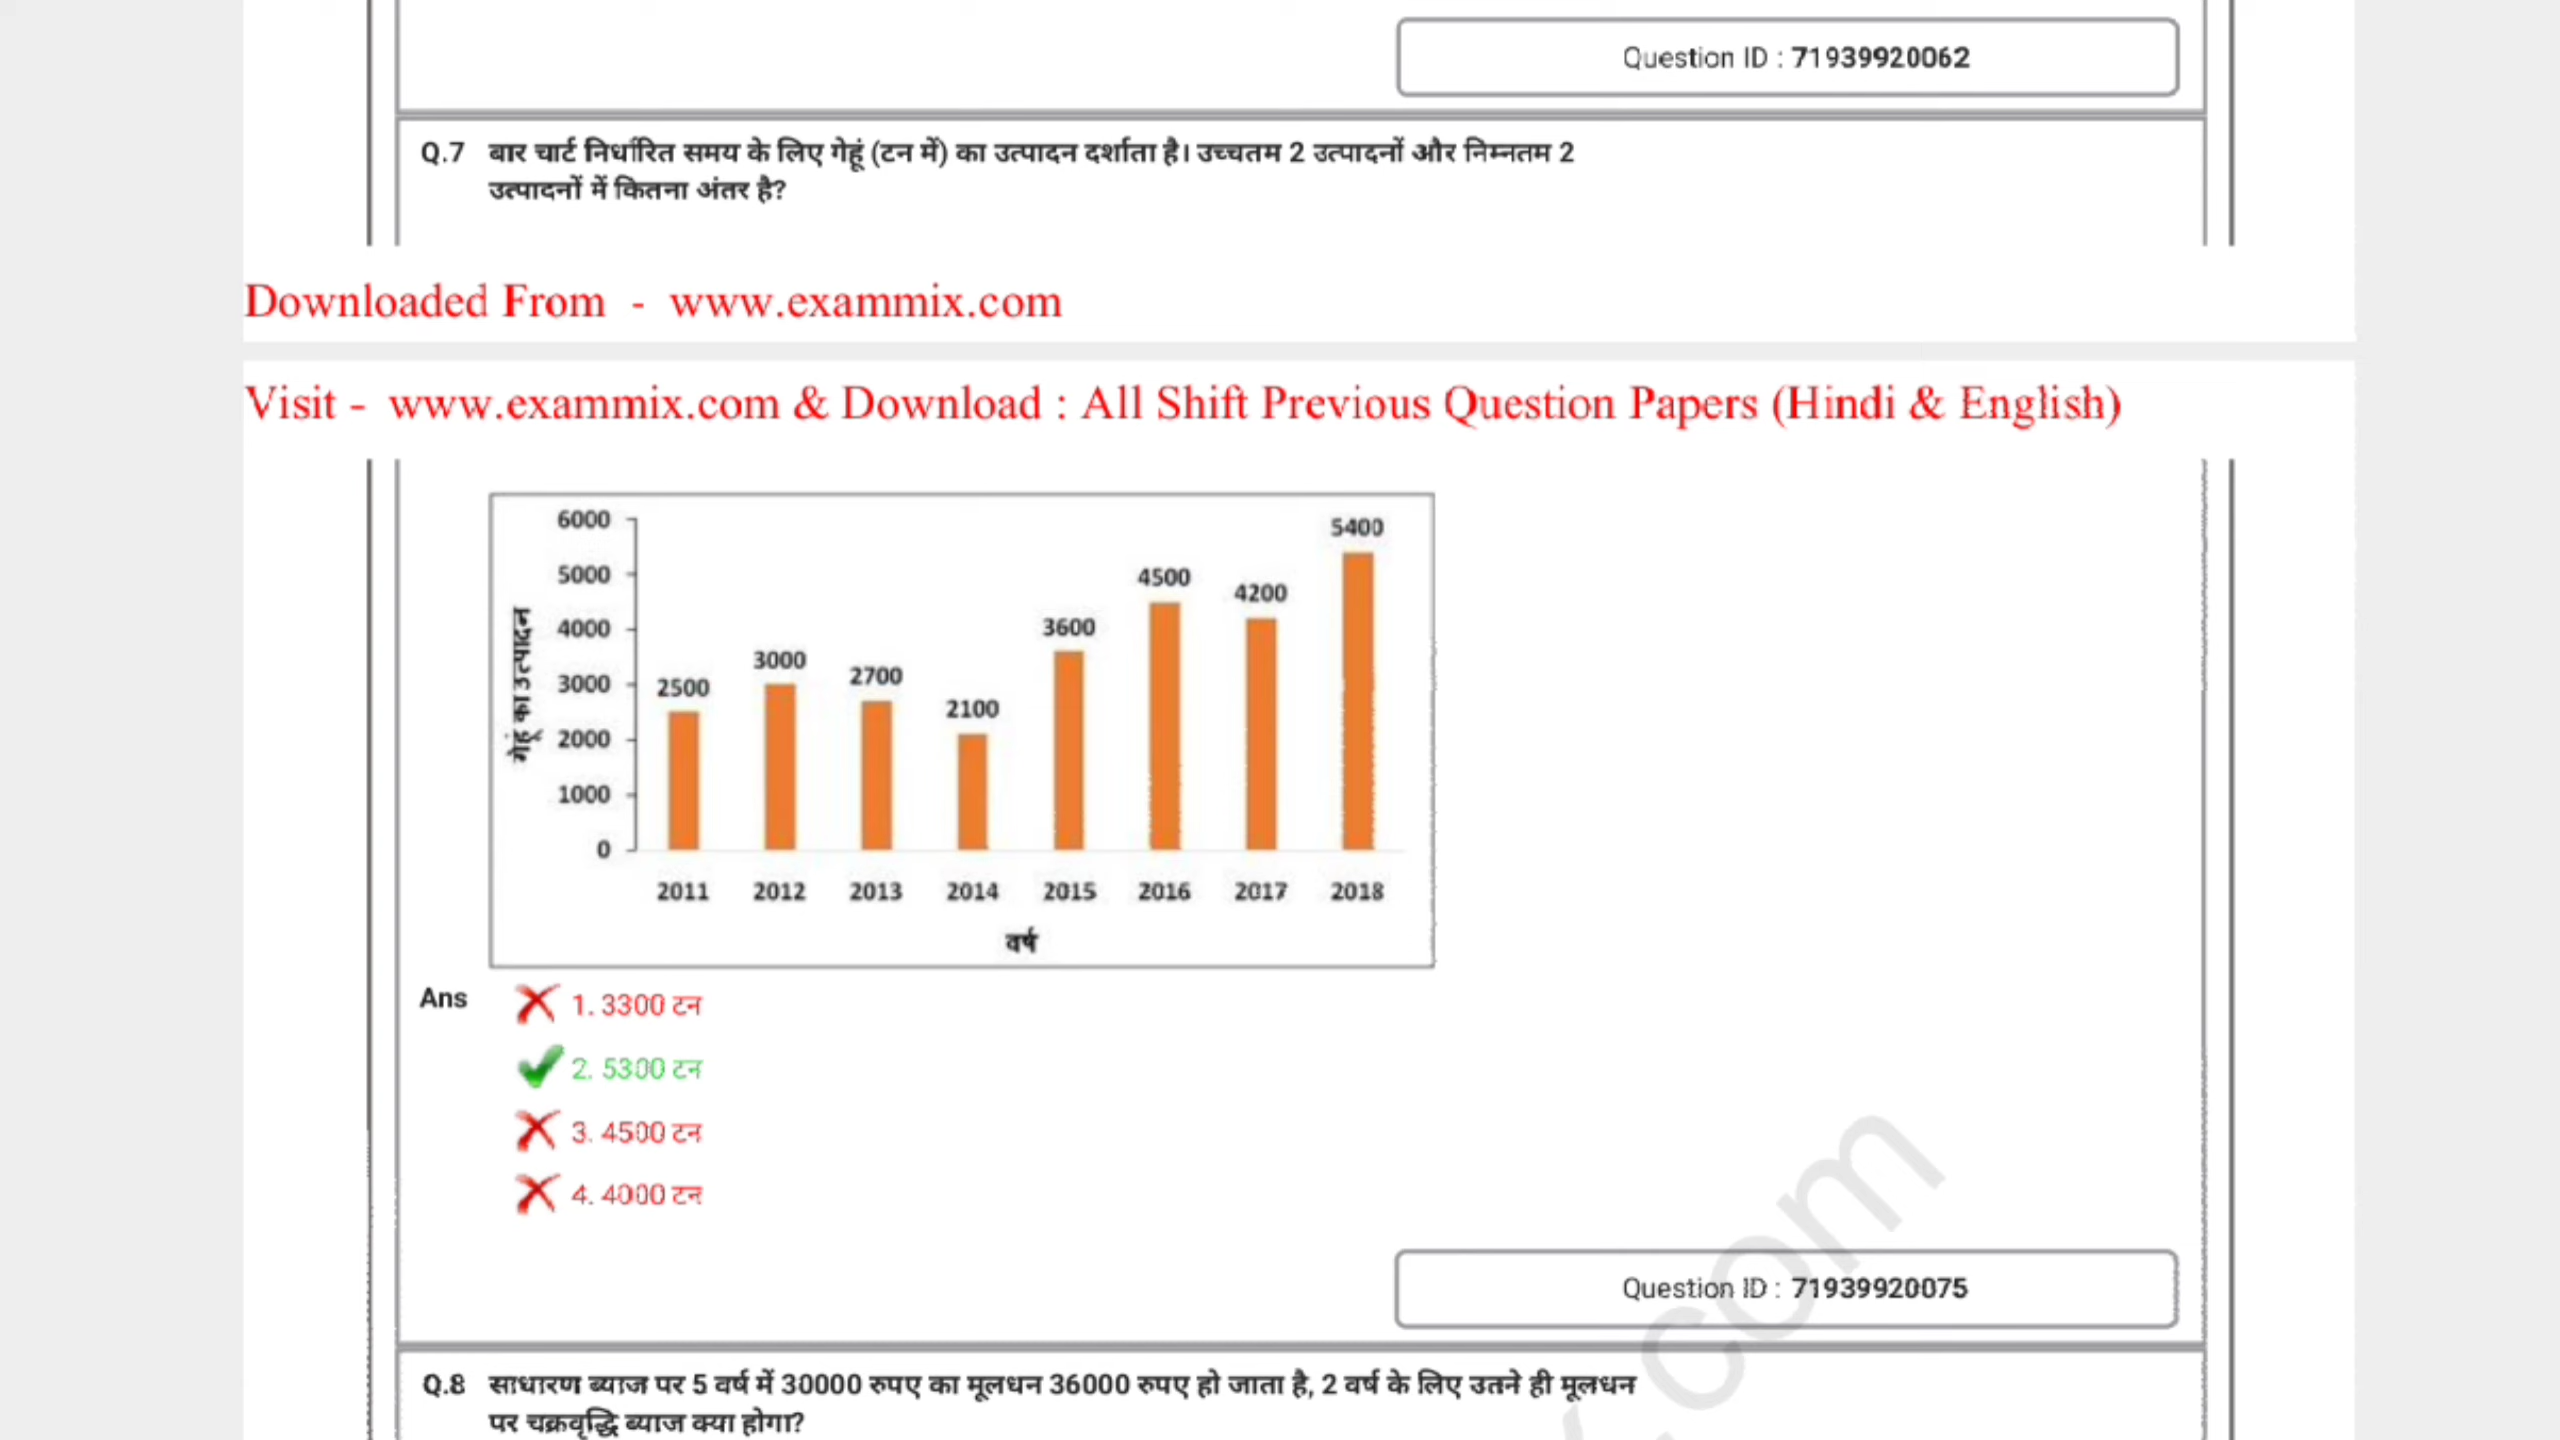 Question ID : 71939920062
Q.7 बार चार्ट निर्धारित समय के लिए गेहूं (टन में) का उत्पादन दर्शाता है। उच्चतम 2 उत्पादनों और निम्नतम 2
उत्पादनों में कितना अंतर है?
Downloaded From - www.exammix.com
Visit - www.exammix.com & Download : All Shift Previous Question Papers (Hindi & English)
गेहूं का उत्पादन
6000
5000
4000
3000
2000
1000
0
2500
3000
2700
2100
3600
4500
4200
5400
2011 2012 2013 2014 2015 2016 2017 2018
वर्ष
Ans 1. 3300 टन
2. 5300 टन
3. 4500 टन
4. 4000 टन
Question ID : 71939920075
Q.8 साधारण ब्याज पर 5 वर्ष में 30000 रुपए का मूलधन 36000 रुपए हो जाता है, 2 वर्ष के लिए उतने ही मूलधन
पर चक्रवृद्धि ब्याज क्या होगा?
.com